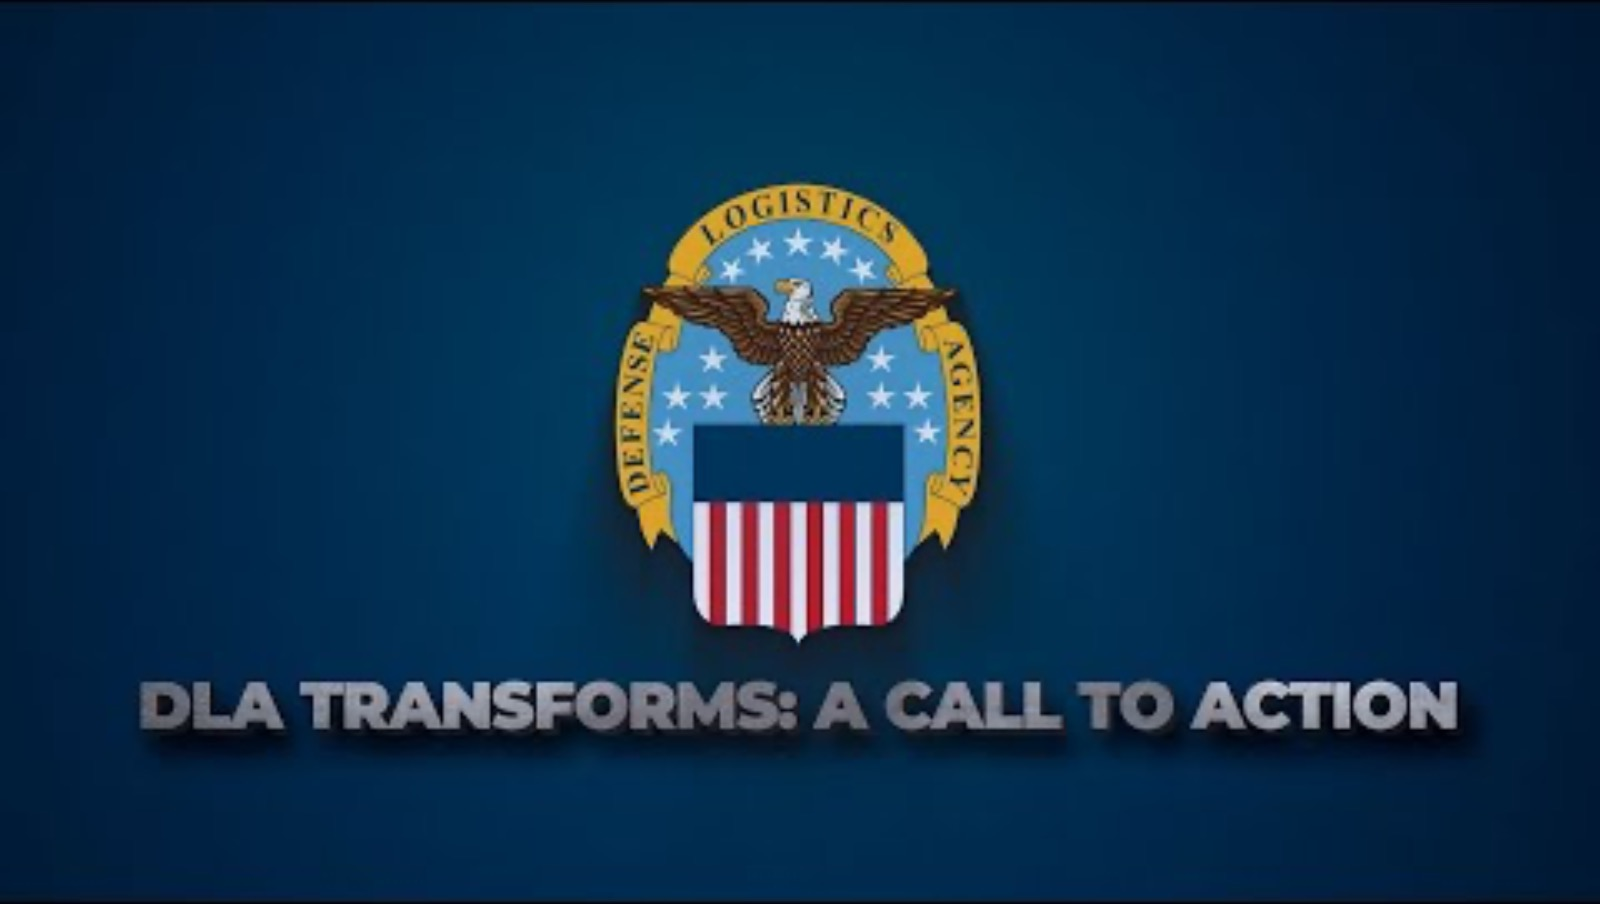 DEFENSE LOGISTICS AGENCY
DLA TRANSFORMS: A CALL TO ACTION